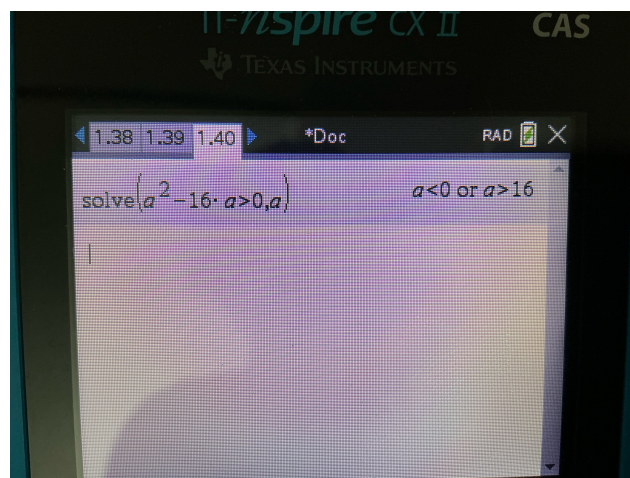 TI-nspire CX II CAS
TEXAS INSTRUMENTS
1.38 1.39 1.40 *Doc RAD
solve(a²-16·a>0,a) a<0 or a>16